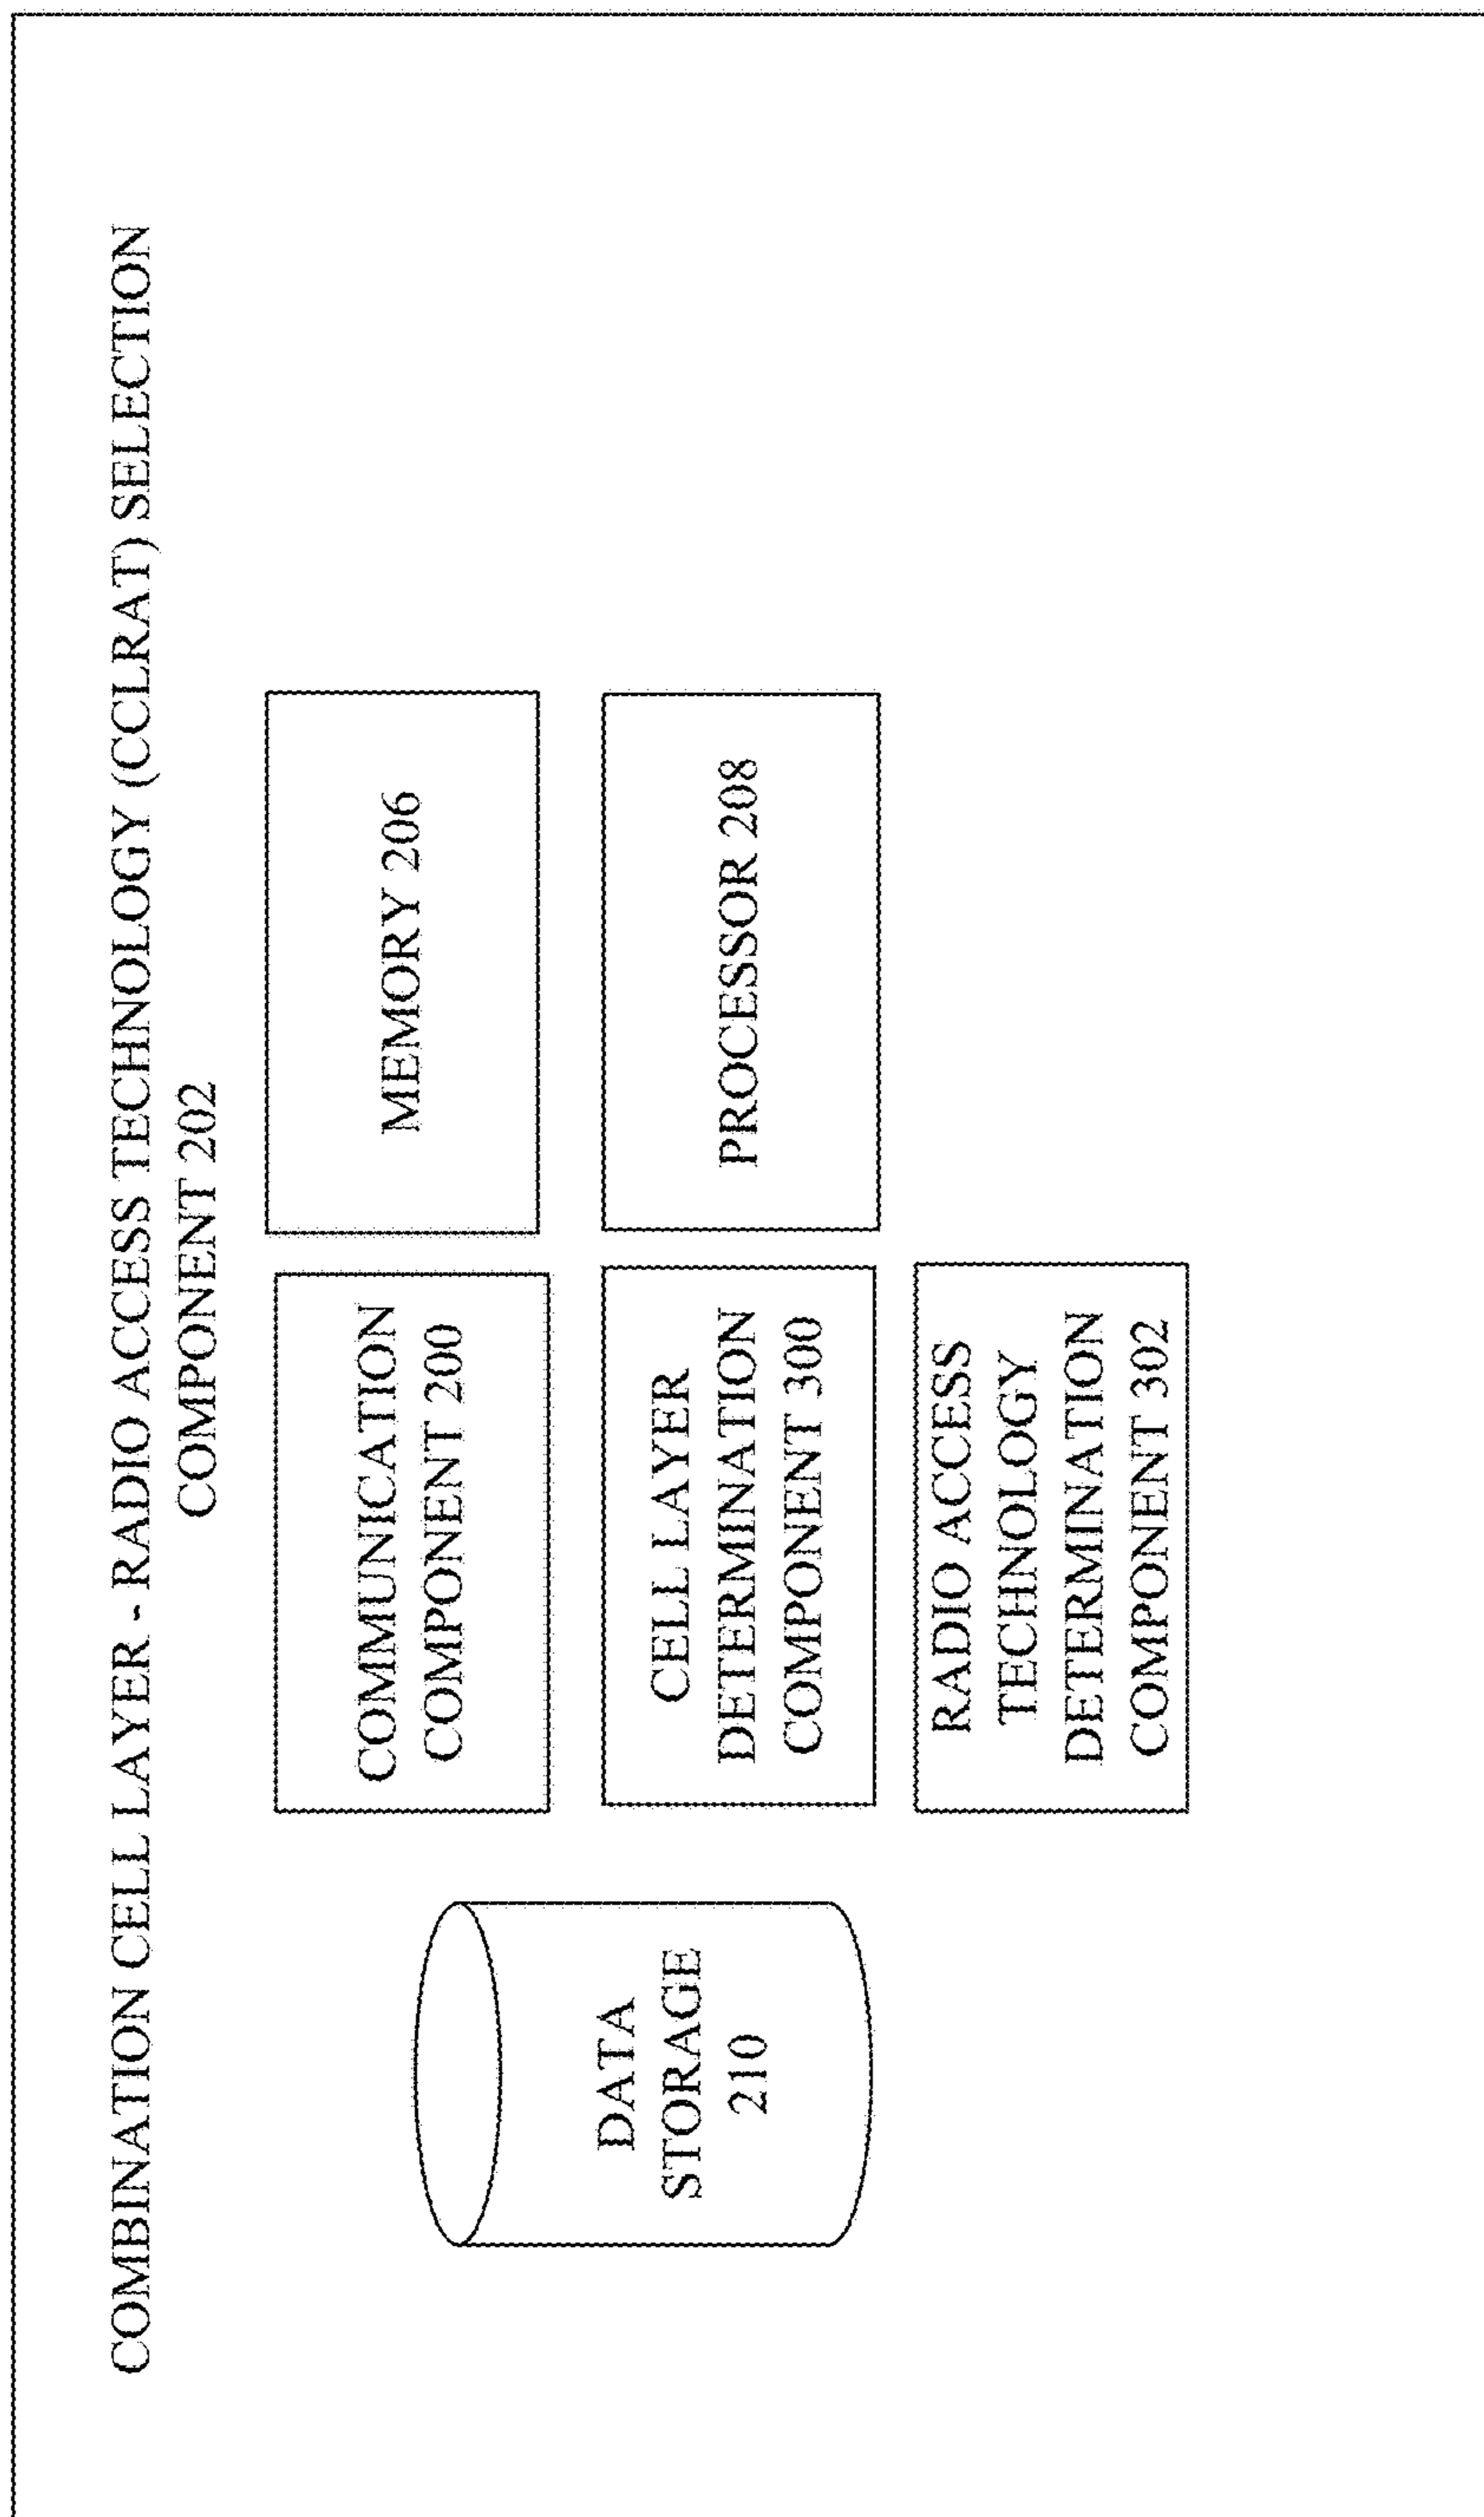 COMBINATION CELL LAYER - RADIO ACCESS TECHNOLOGY (CCLRAT) SELECTION
COMPONENT 202
DATA
STORAGE
210
COMMUNICATION
COMPONENT 200
MEMORY 206
CELL LAYER
DETERMINATION
COMPONENT 300
PROCESSOR 208
RADIO ACCESS
TECHNOLOGY
DETERMINATION
COMPONENT 302